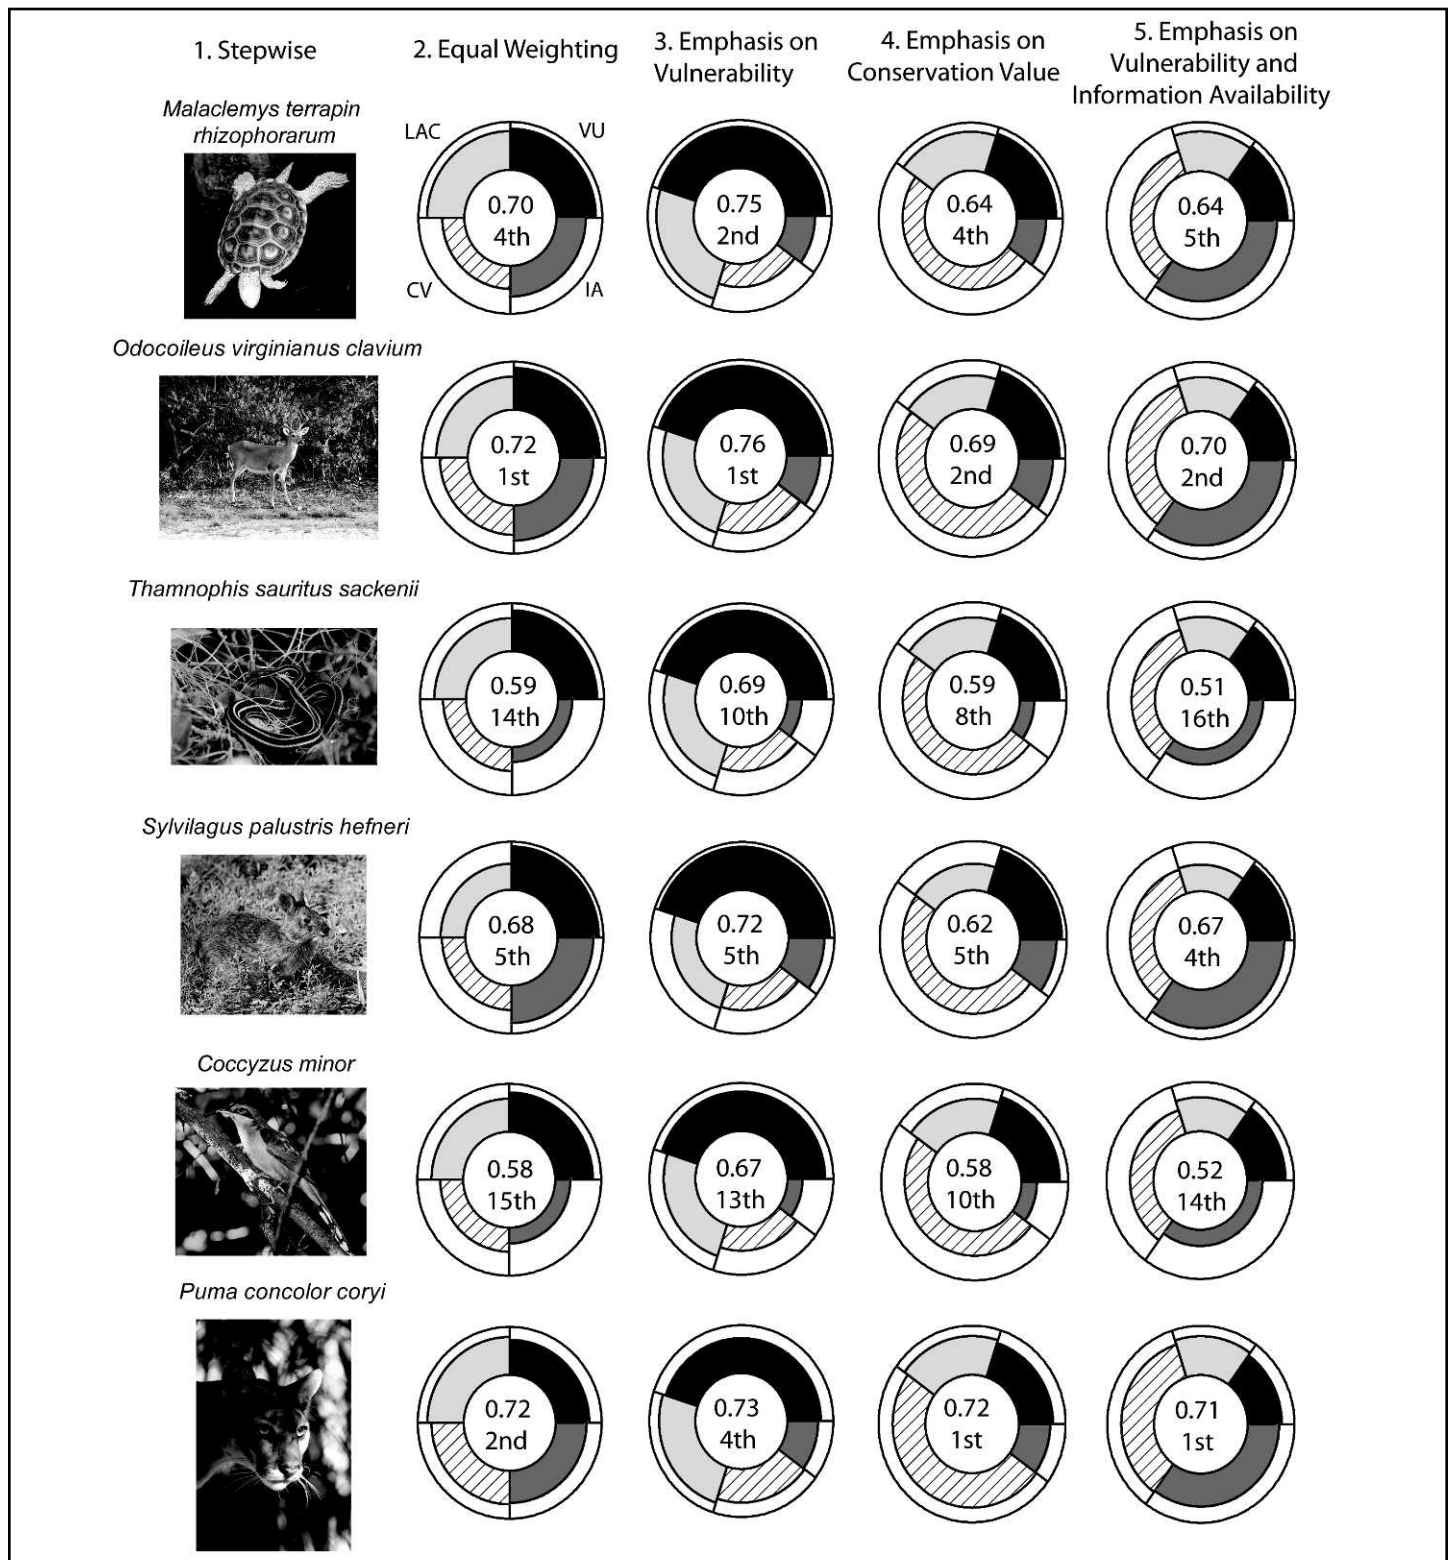 1. Stepwise
2. Equal Weighting
3. Emphasis on
Vulnerability
4. Emphasis on
Conservation Value
5. Emphasis on
Vulnerability and
Information Availability
Malaclemys terrapin
rhizophorarum
LAC
VU
CV
IA
0.70
4th
0.75
2nd
0.64
4th
0.64
5th
Odocoileus virginianus clavium
0.72
1st
0.76
1st
0.69
2nd
0.70
2nd
Thamnophis sauritus sackenii
0.59
14th
0.69
10th
0.59
8th
0.51
16th
Sylvilagus palustris hefneri
0.68
5th
0.72
5th
0.62
5th
0.67
4th
Coccyzus minor
0.58
15th
0.67
13th
0.58
10th
0.52
14th
Puma concolor coryi
0.72
2nd
0.73
4th
0.72
1st
0.71
1st